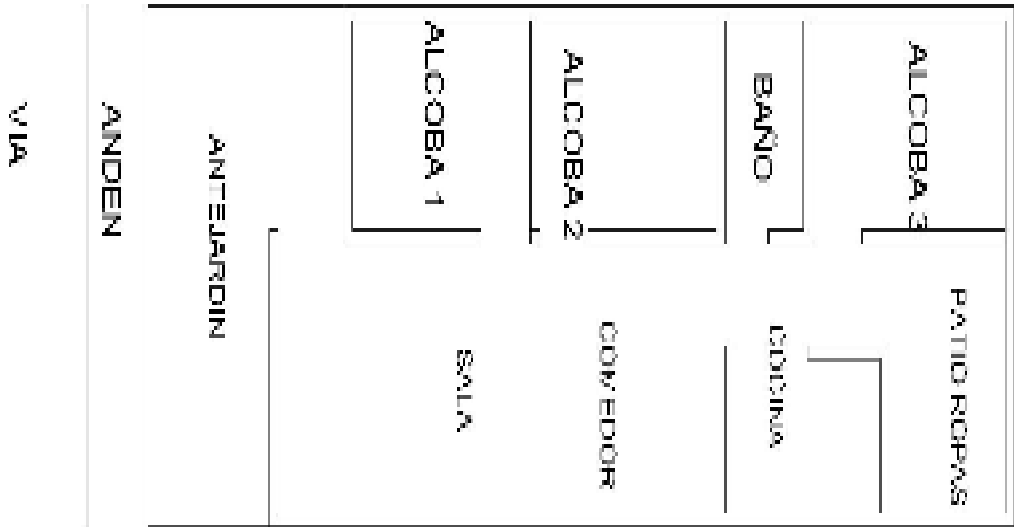 VIA
ANDEN
ANTEJARDIN
ALCOBA 1
ALCOBA 2
BAÑO
ALCOBA 3
SALA
COMEDOR
COCINA
PATIO ROPAS